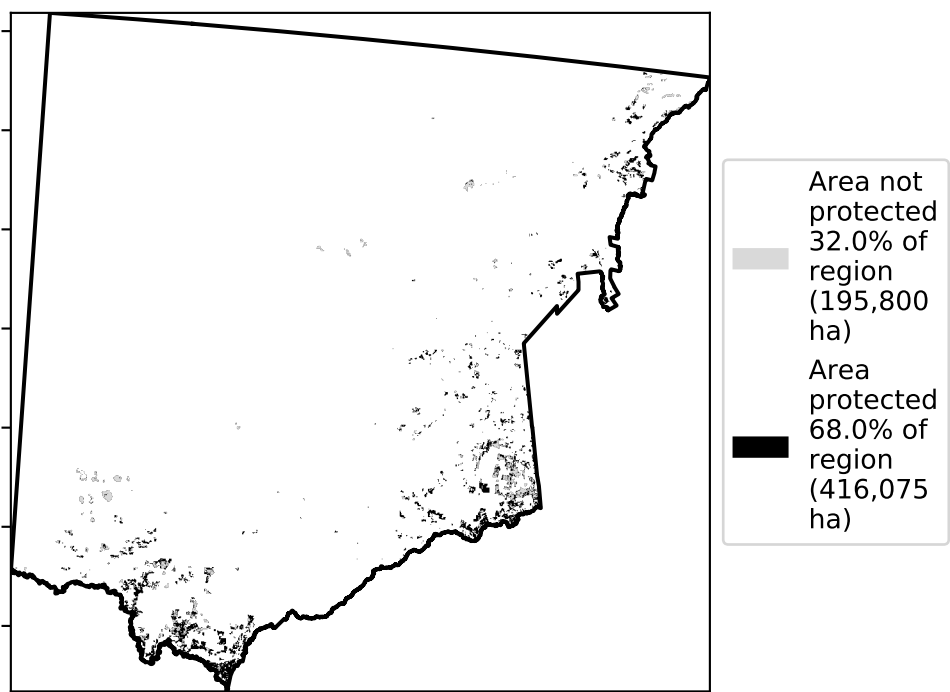 Area not
protected
32.0% of
region
(195,800
ha)
Area
protected
68.0% of
region
(416,075
ha)